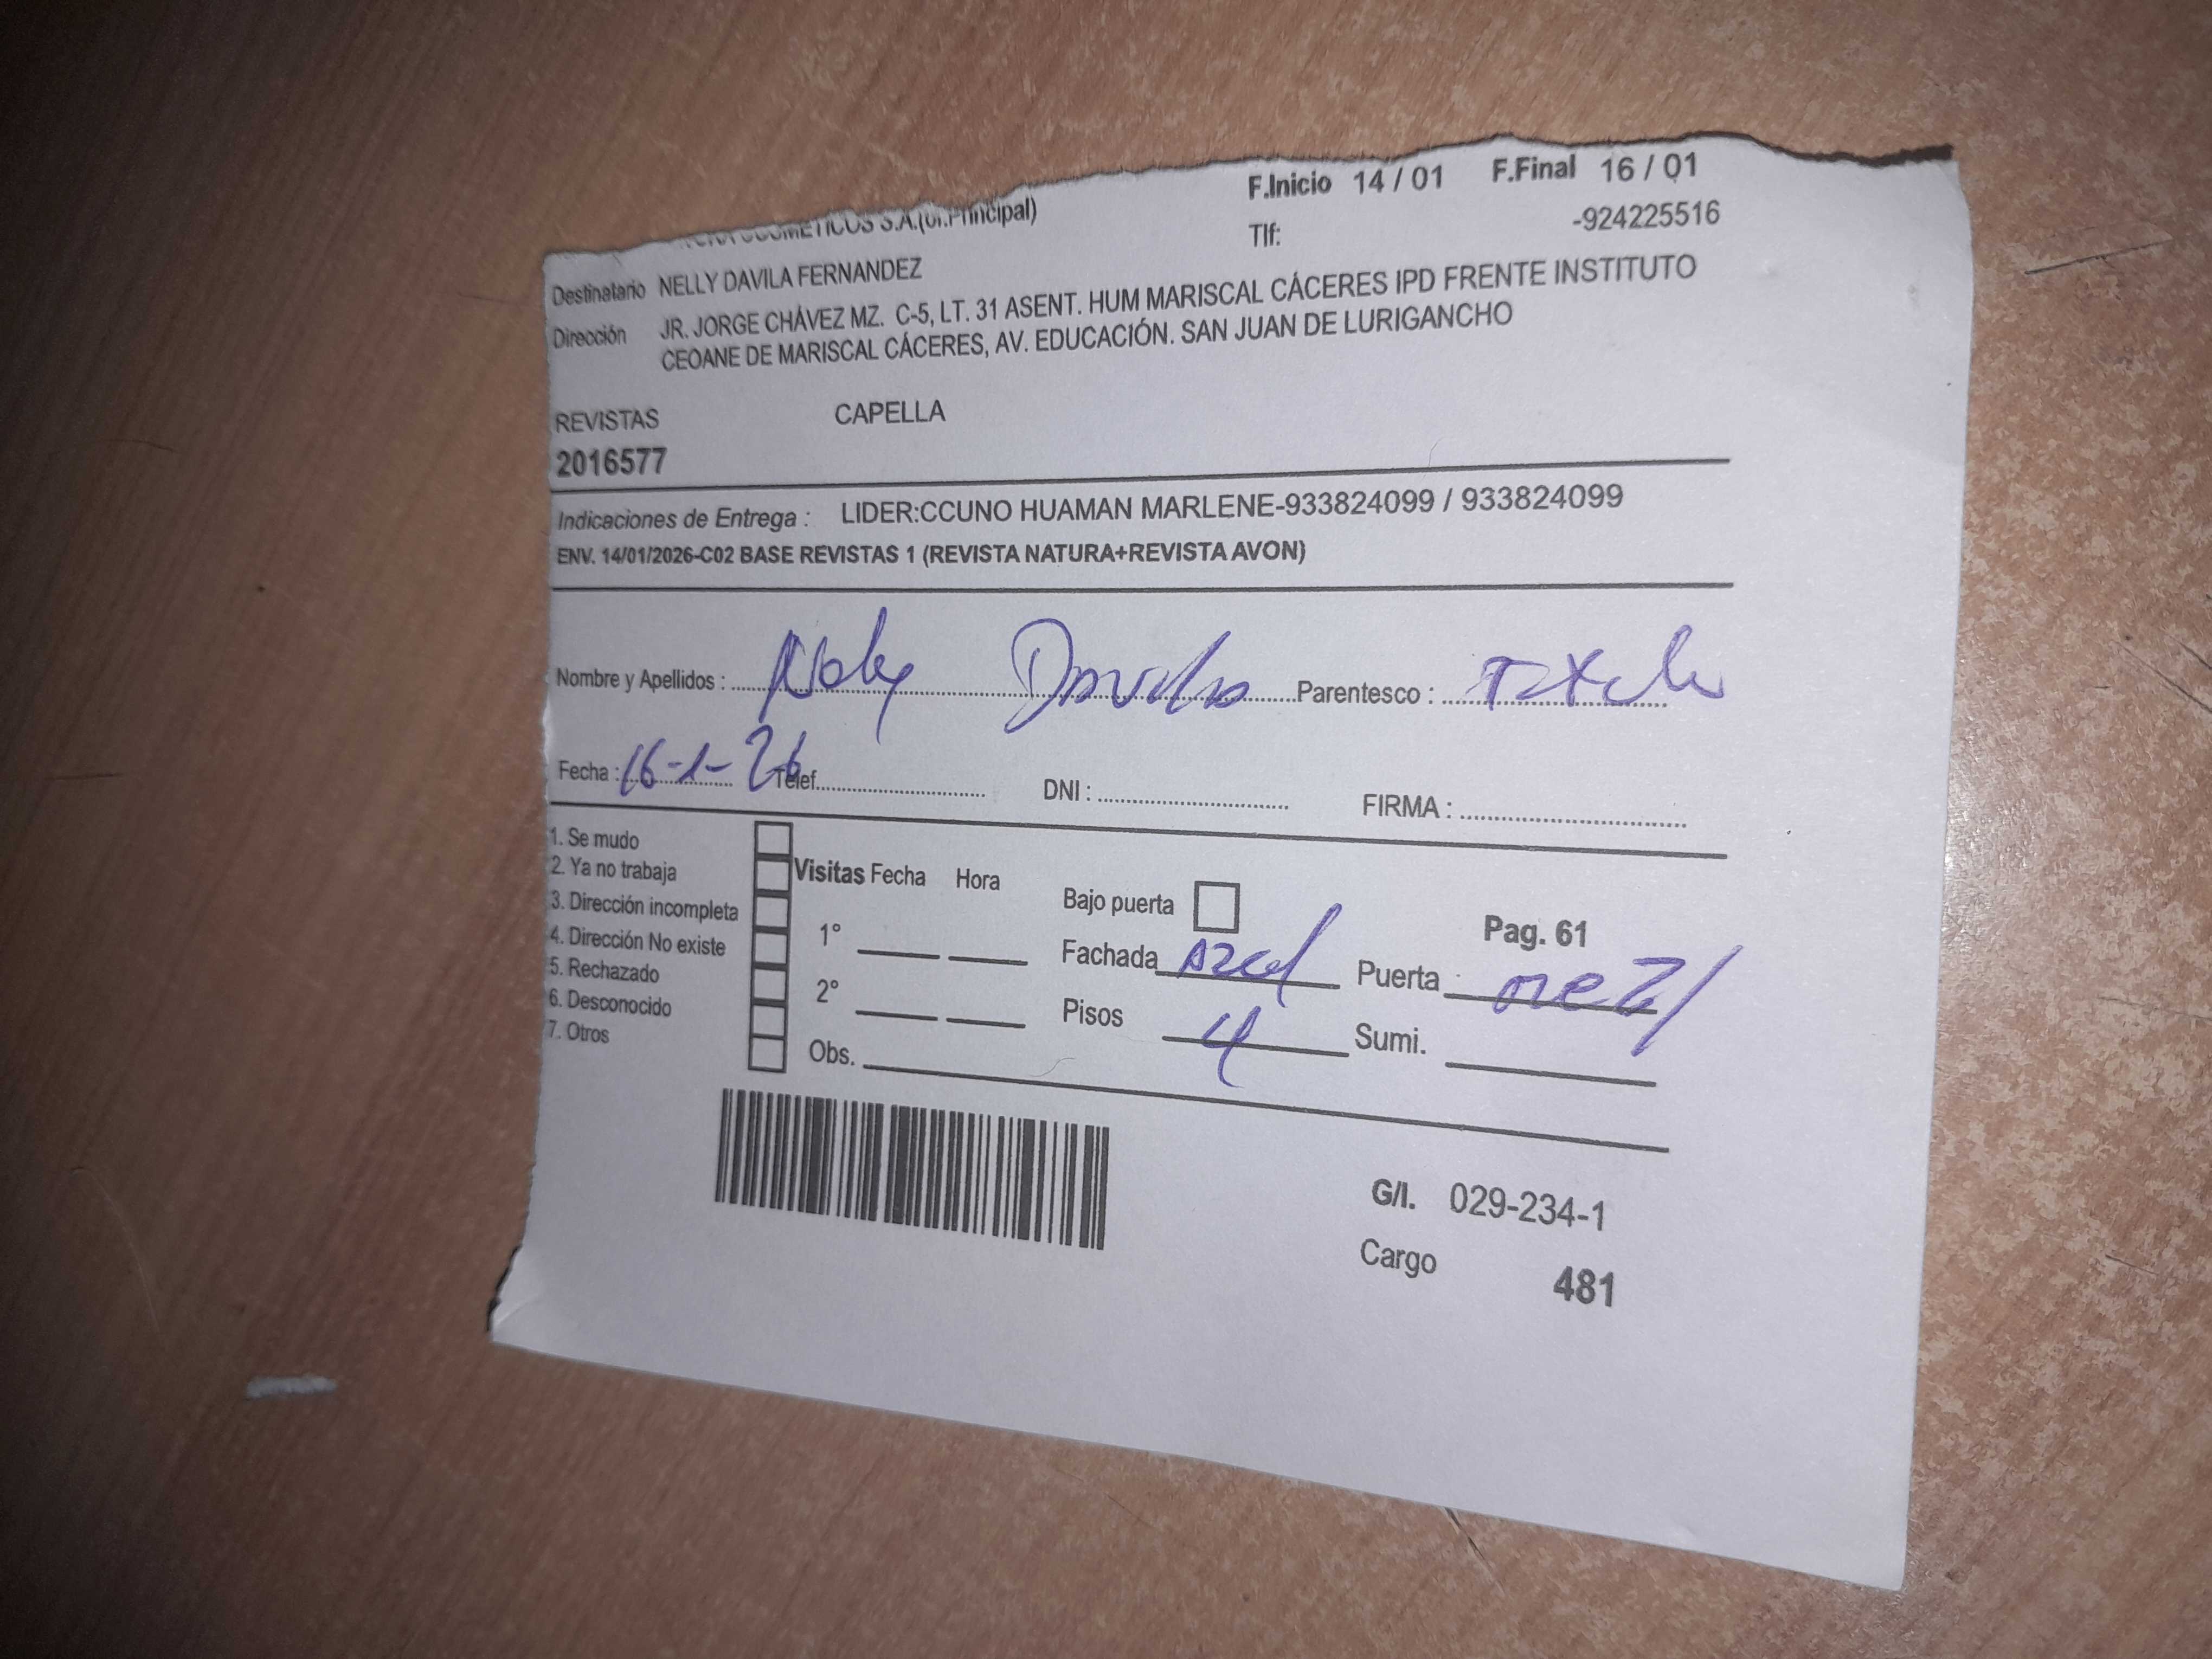 COSMETICOS S.A.(of.Principal)
F.Inicio 14 / 01 F.Final 16 / 01
Tlf: -924225516
Destinatario NELLY DAVILA FERNANDEZ
Dirección JR. JORGE CHÁVEZ MZ. C-5, LT. 31 ASENT. HUM MARISCAL CÁCERES IPD FRENTE INSTITUTO
CEOANE DE MARISCAL CÁCERES, AV. EDUCACIÓN. SAN JUAN DE LURIGANCHO
REVISTAS CAPELLA
2016577
Indicaciones de Entrega : LIDER:CCUNO HUAMAN MARLENE-933824099 / 933824099
ENV. 14/01/2026-C02 BASE REVISTAS 1 (REVISTA NATURA+REVISTA AVON)
Nombre y Apellidos : Nely Davila Parentesco :
Fecha : 16-1-26 Telef. DNI : FIRMA :
1. Se mudo
2. Ya no trabaja
3. Dirección incompleta
4. Dirección No existe
5. Rechazado
6. Desconocido
7. Otros
Visitas Fecha Hora
1°
2°
Obs.
Bajo puerta
Fachada Azul
Pisos 4
Pag. 61
Puerta :
Sumi.
G/I. 029-234-1
Cargo 481